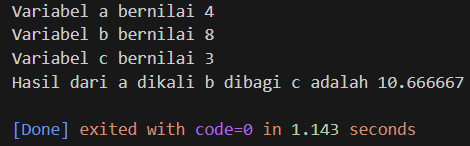 Variabel a bernilai 4
Variabel b bernilai 8
Variabel c bernilai 3
Hasil dari a dikali b dibagi c adalah 10.666667
[Done] exited with code=0 in 1.143 seconds